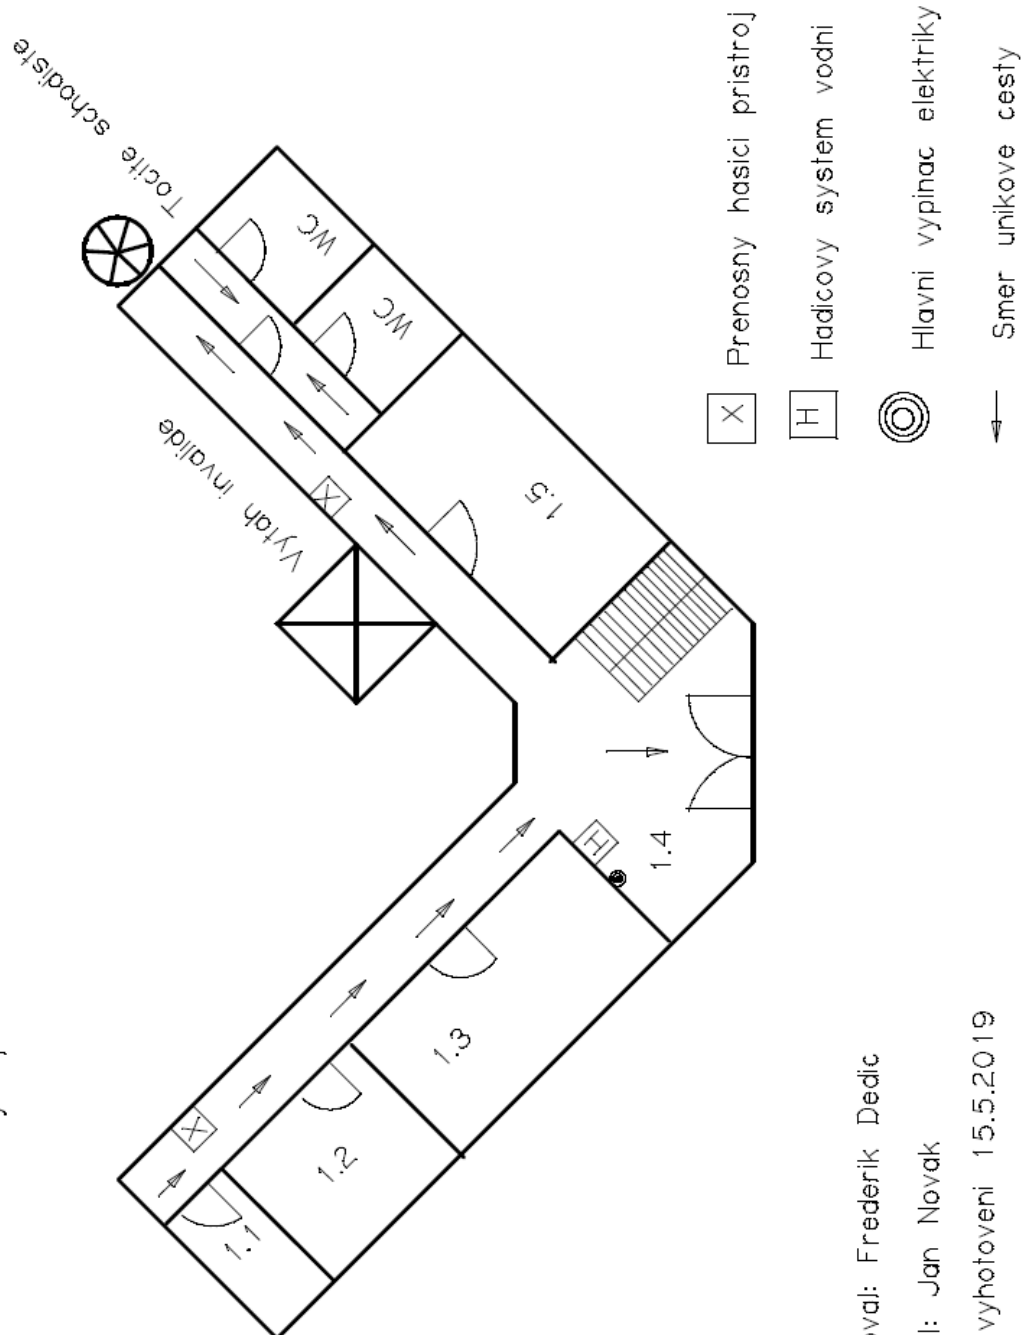 Tocite schodiste
WC
WC
Vytah invalide
X
1.5
H
1.4
1.3
X
1.2
1.1
X Prenosny hasici pristroj
H Hadicovy system vodni
Hlavni vypinac elektriky
Smer unikove cesty
Frederik Dedic
Jan Novak
vyhotoveni 15.5.2019